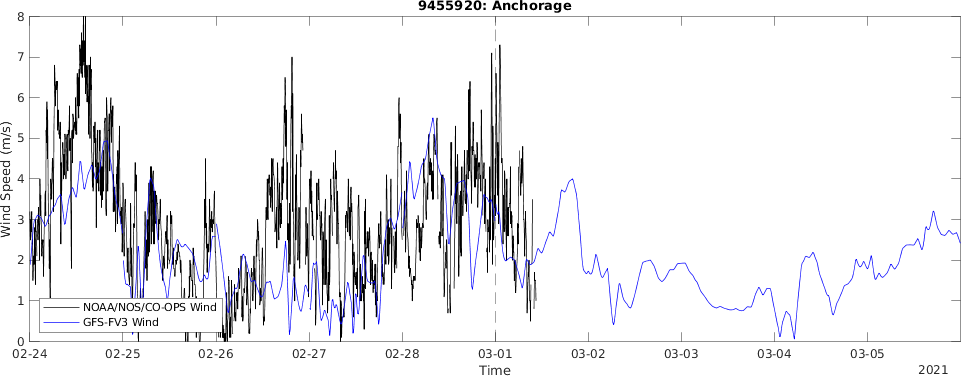 9455920: Anchorage
8
7
6
5
4
3
2
1
0
Wind Speed (m/s)
NOAA/NOS/CO-OPS Wind
GFS-FV3 Wind
02-24 02-25 02-26 02-27 02-28 03-01 03-02 03-03 03-04 03-05
Time
2021